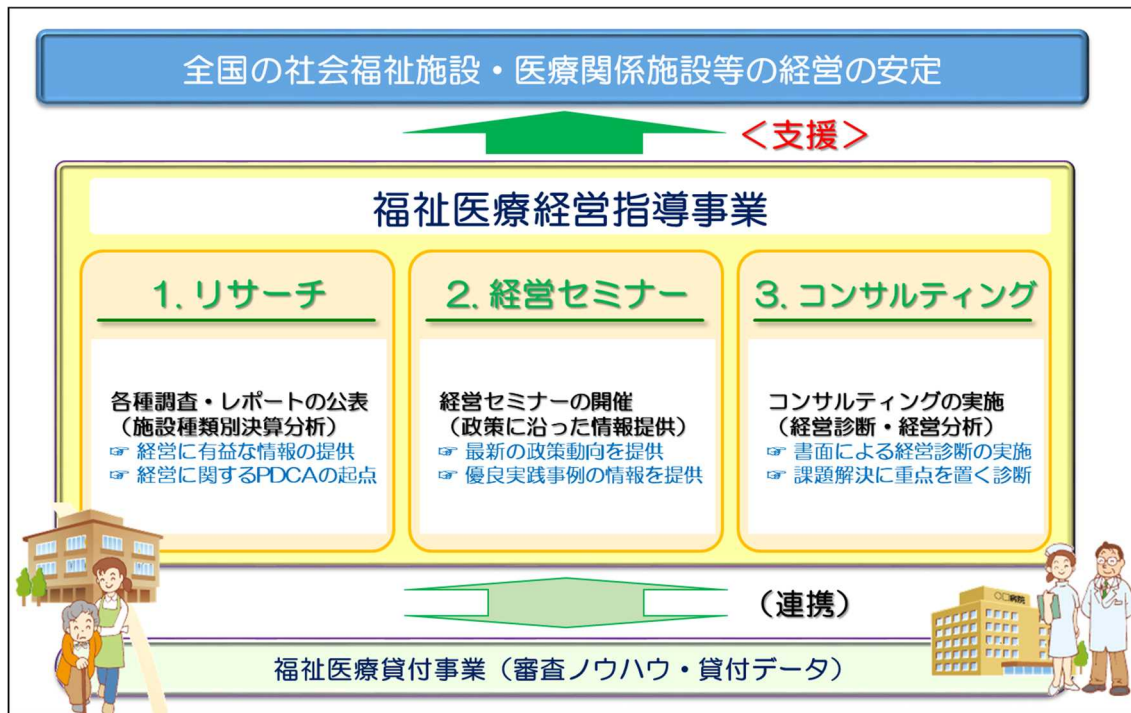 全国の社会福祉施設・医療関係施設等の経営の安定
<支援>
福祉医療経営指導事業
1. リサーチ
各種調査・レポートの公表
(施設種類別決算分析)
☞ 経営に有益な情報の提供
☞ 経営に関するPDCAの起点
2. 経営セミナー
経営セミナーの開催
(政策に沿った情報提供)
☞ 最新の政策動向を提供
☞ 優良実践事例の情報を提供
3. コンサルティング
コンサルティングの実施
(経営診断・経営分析)
☞ 書面による経営診断の実施
☞ 課題解決に重点を置く診断
(連携)
○○病院
福祉医療貸付事業(審査ノウハウ・貸付データ)